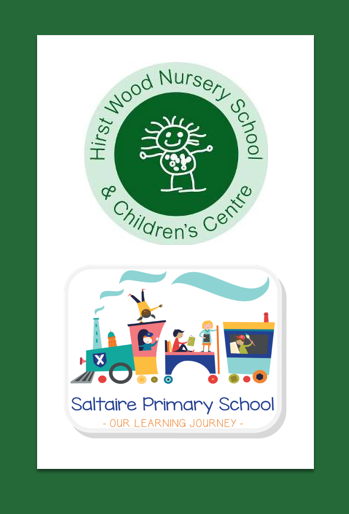 Hirst Wood Nursery School
& Children's Centre
Saltaire Primary School
- OUR LEARNING JOURNEY -